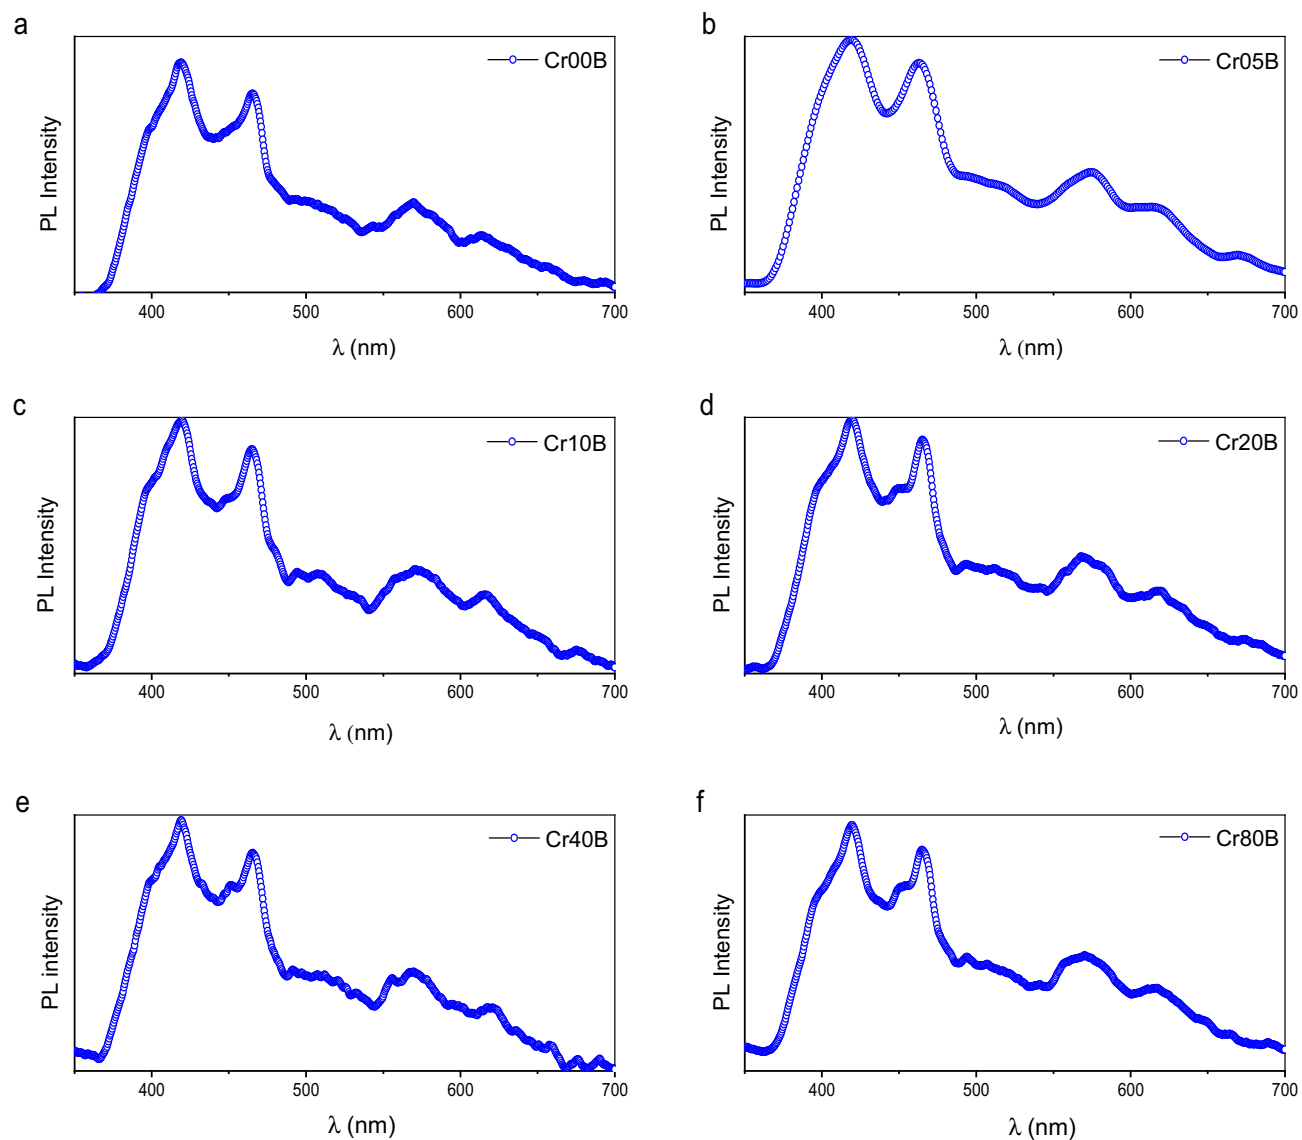 a
Cr00B
PL Intensity
400
500
600
700
λ (nm)
b
Cr05B
PL Intensity
400
500
600
700
λ (nm)
c
Cr10B
PL Intensity
400
500
600
700
λ (nm)
d
Cr20B
PL Intensity
400
500
600
700
λ (nm)
e
Cr40B
PL intensity
400
500
600
700
λ (nm)
f
Cr80B
PL Intensity
400
500
600
700
λ (nm)